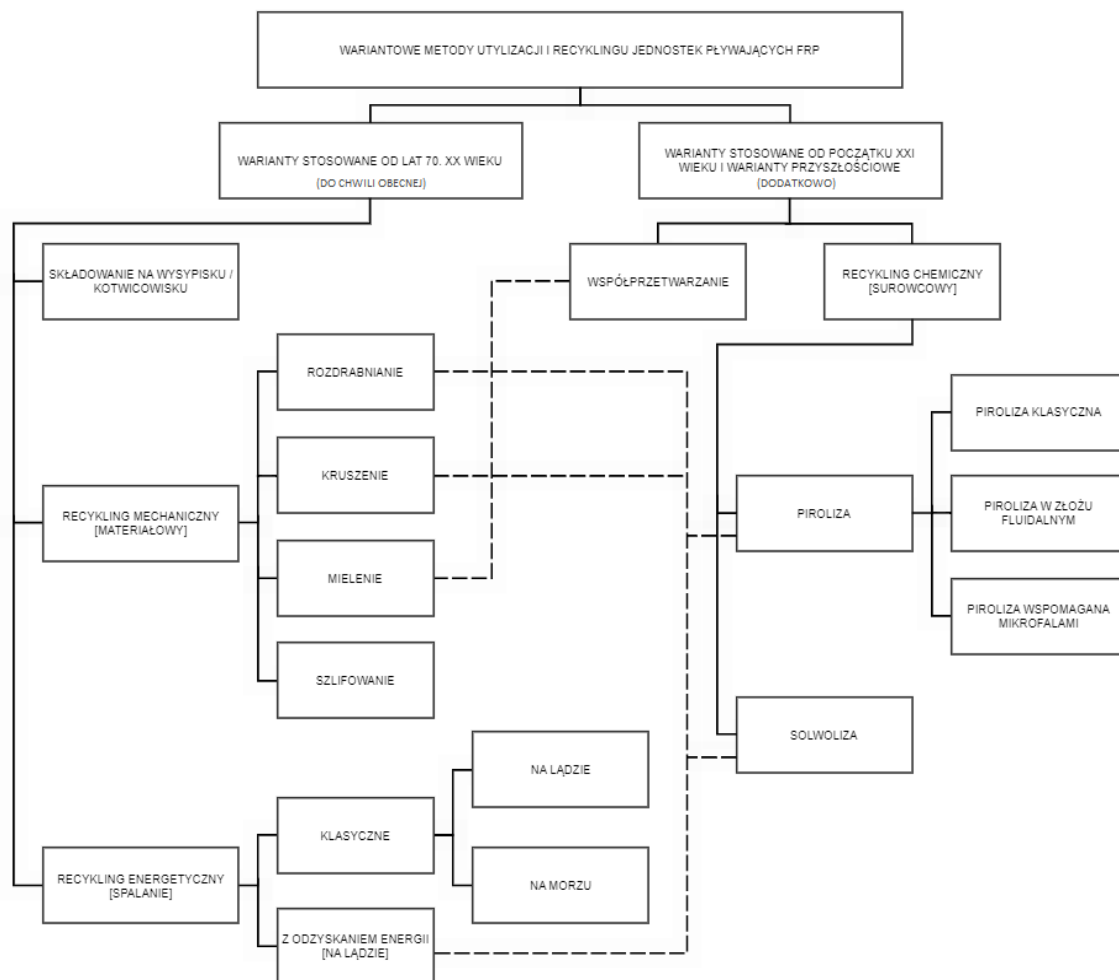 WARIANTOWE METODY UTYLIZACJI I RECYKLINGU JEDNOSTEK PŁYWAJĄCYCH FRP
WARIANTY STOSOWANE OD LAT 70. XX WIEKU
(DO CHWILI OBECNEJ)
WARIANTY STOSOWANE OD POCZĄTKU XXI
WIEKU I WARIANTY PRZYSZŁOŚCIOWE
(DODATKOWO)
SKŁADOWANIE NA WYSYPISKU /
KOTWICOWISKU
WSPÓŁPRZETWARZANIE
RECYKLING CHEMICZNY
[SUROWCOWY]
ROZDRABNIANIE
KRUSZENIE
RECYKLING MECHANICZNY
[MATERIAŁOWY]
MIELENIE
SZLIFOWANIE
PIROLIZA
PIROLIZA KLASYCZNA
PIROLIZA W ZŁOŻU
FLUIDALNYM
PIROLIZA WSPOMAGANA
MIKROFALAMI
SOLWOLIZA
RECYKLING ENERGETYCZNY
[SPALANIE]
KLASYCZNE
NA LĄDZIE
NA MORZU
Z ODZYSKANIEM ENERGII
[NA LĄDZIE]